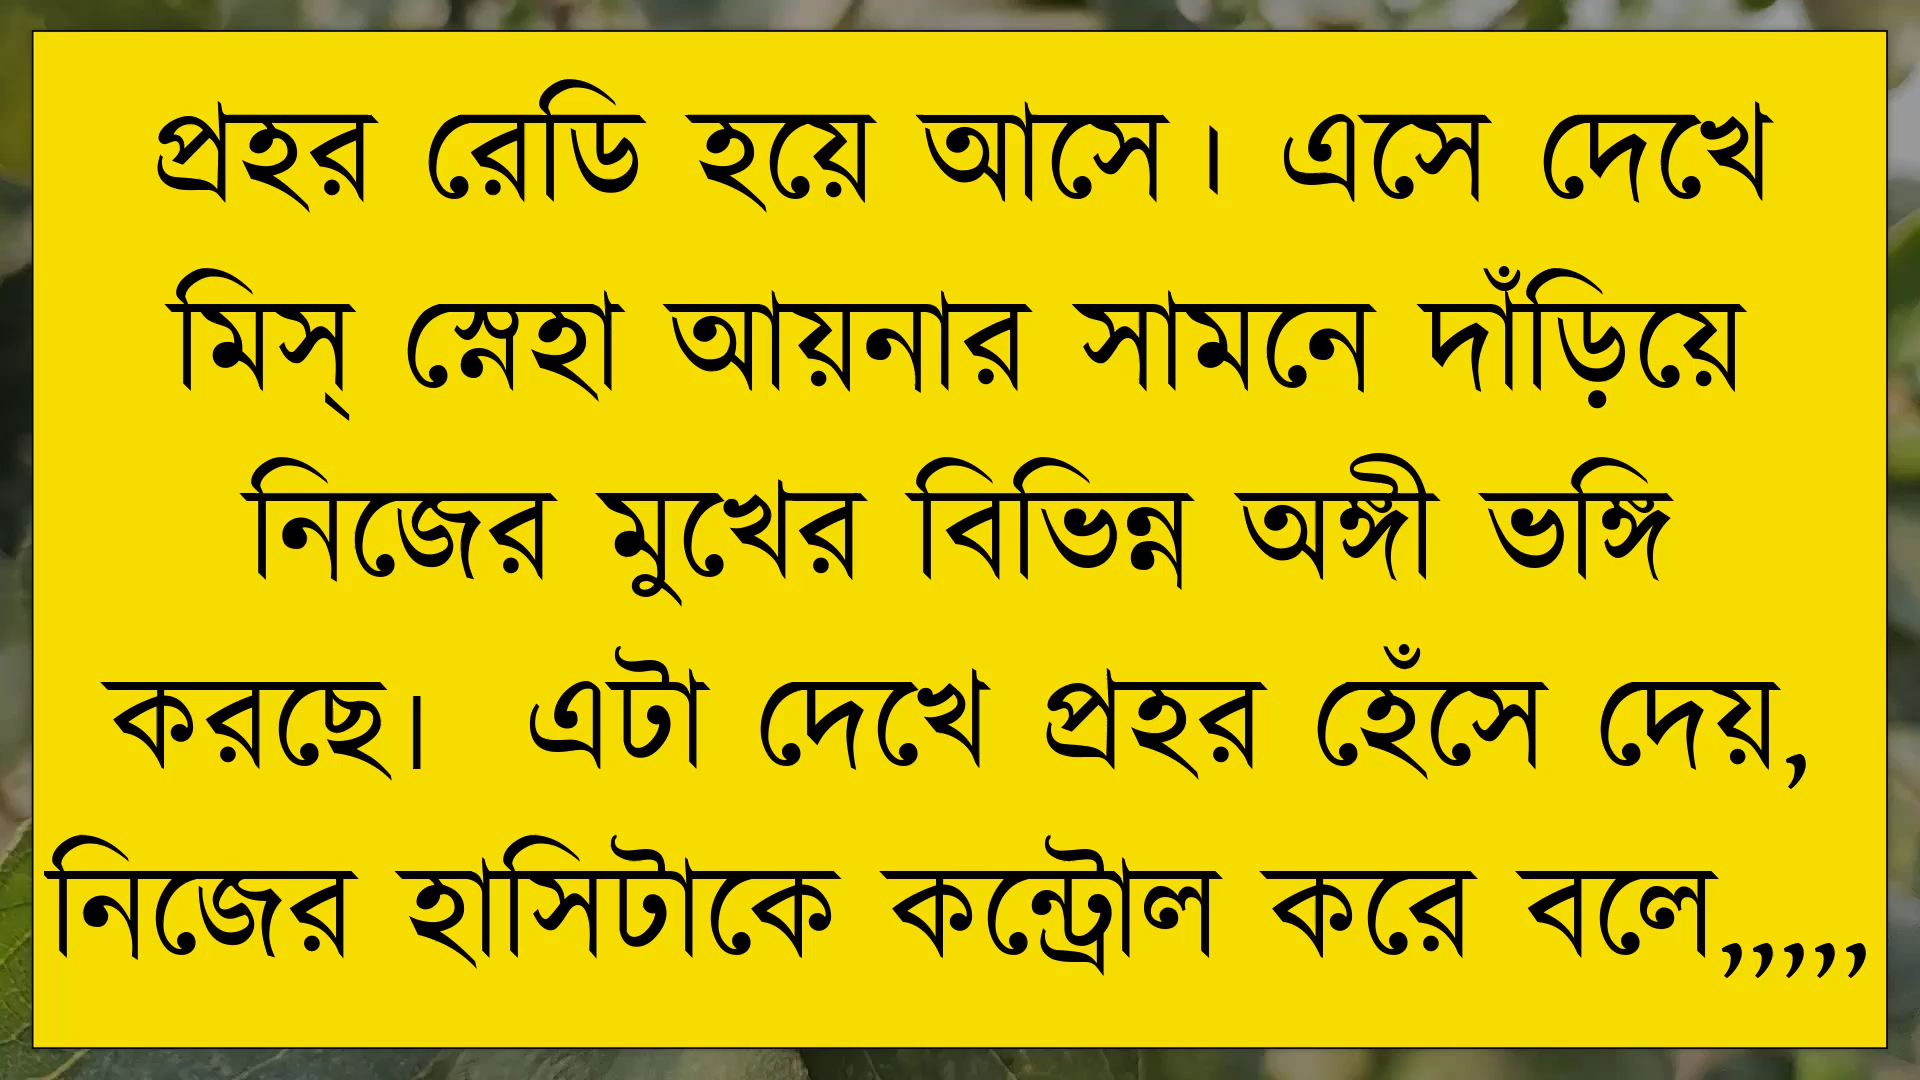 প্রহর রেডি হয়ে আসে। এসে দেখে
মিস্ স্নেহা আয়নার সামনে দাঁড়িয়ে
নিজের মুখের বিভিন্ন অঙ্গী ভঙ্গি
করছে।  এটা দেখে প্রহর হেঁসে দেয়,
নিজের হাসিটাকে কন্ট্রোল করে বলে,,,,,